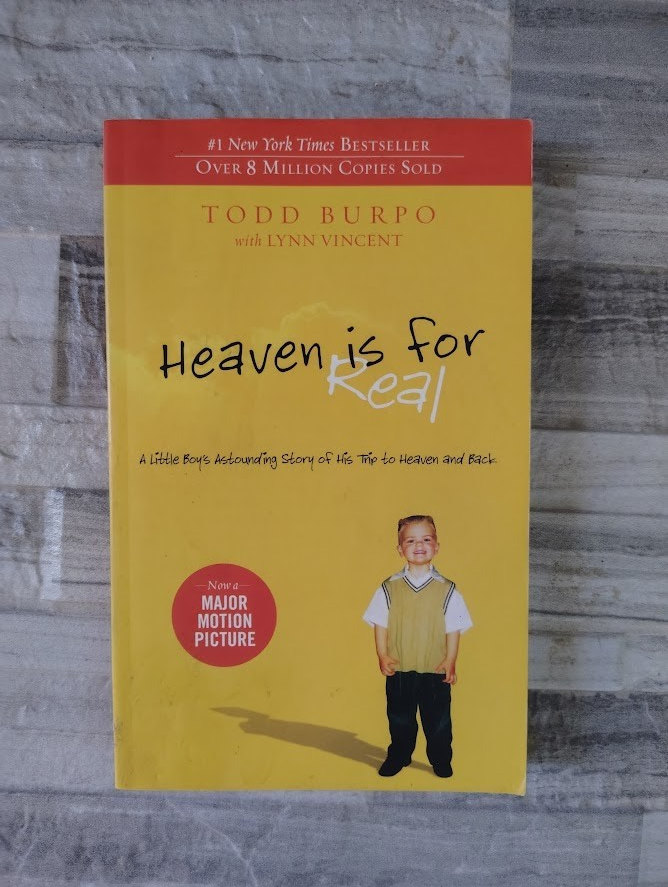 #1 New York Times BESTSELLER
OVER 8 MILLION COPIES SOLD
TODD BURPO
with LYNN VINCENT
Heaven is for
Real
A Little Boy's Astounding Story of His Trip to Heaven and Back
Now a
MAJOR
MOTION
PICTURE